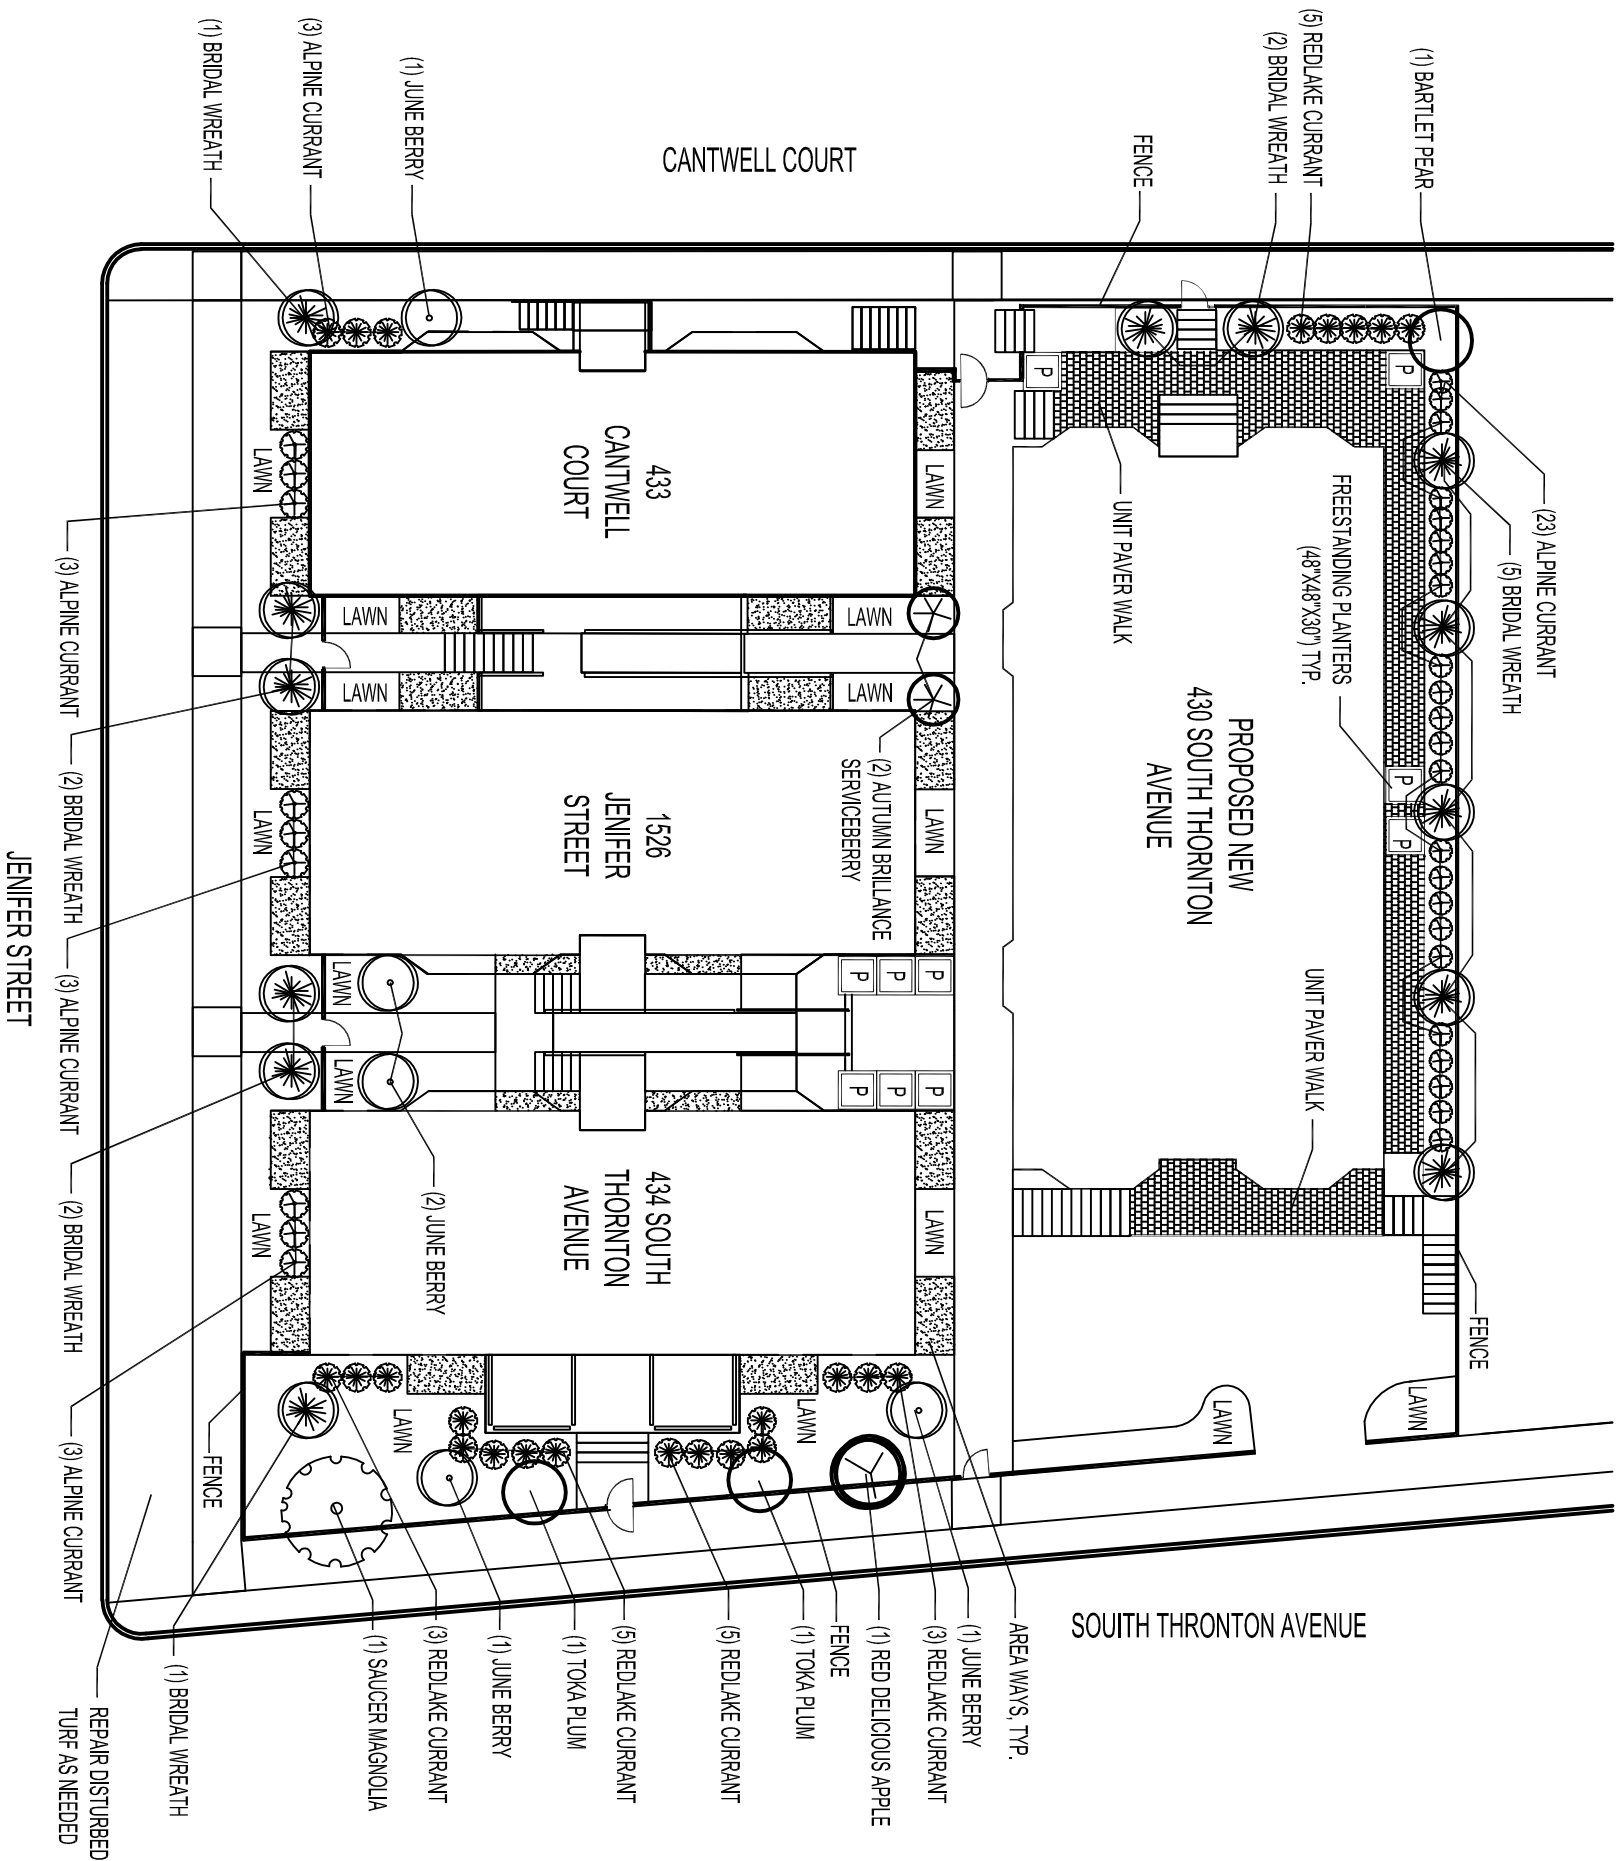 (1) BRIDAL WREATH
(3) ALPINE CURRANT
(1) JUNE BERRY
CANTWELL COURT
FENCE
(2) BRIDAL WREATH
(5) REDLAKE CURRANT
(1) BARTLET PEAR
P
P
UNIT PAVER WALK
FREESTANDING PLANTERS
(48"X48"X30") TYP.
(23) ALPINE CURRANT
(5) BRIDAL WREATH
433
CANTWELL
COURT
LAWN
LAWN
(3) ALPINE CURRANT
LAWN
LAWN
LAWN
LAWN
(2) BRIDAL WREATH
(2) AUTUMN BRILLANCE
SERVICEBERRY
PROPOSED NEW
430 SOUTH THORNTON
AVENUE
P
P
1526
JENIFER
STREET
LAWN
LAWN
(3) ALPINE CURRANT
JENIFER STREET
LAWN
LAWN
P
P
P
P
P
P
UNIT PAVER WALK
(2) JUNE BERRY
(2) BRIDAL WREATH
434 SOUTH
THORNTON
AVENUE
LAWN
LAWN
(3) ALPINE CURRANT
FENCE
LAWN
LAWN
LAWN
LAWN
FENCE
SOUITH THRONTON AVENUE
AREA WAYS, TYP.
(1) JUNE BERRY
(3) REDLAKE CURRANT
(1) RED DELICIOUS APPLE
FENCE
(1) TOKA PLUM
(5) REDLAKE CURRANT
(5) REDLAKE CURRANT
(1) TOKA PLUM
(1) JUNE BERRY
(3) REDLAKE CURRANT
(1) SAUCER MAGNOLIA
(1) BRIDAL WREATH
REPAIR DISTURBED
TURF AS NEEDED